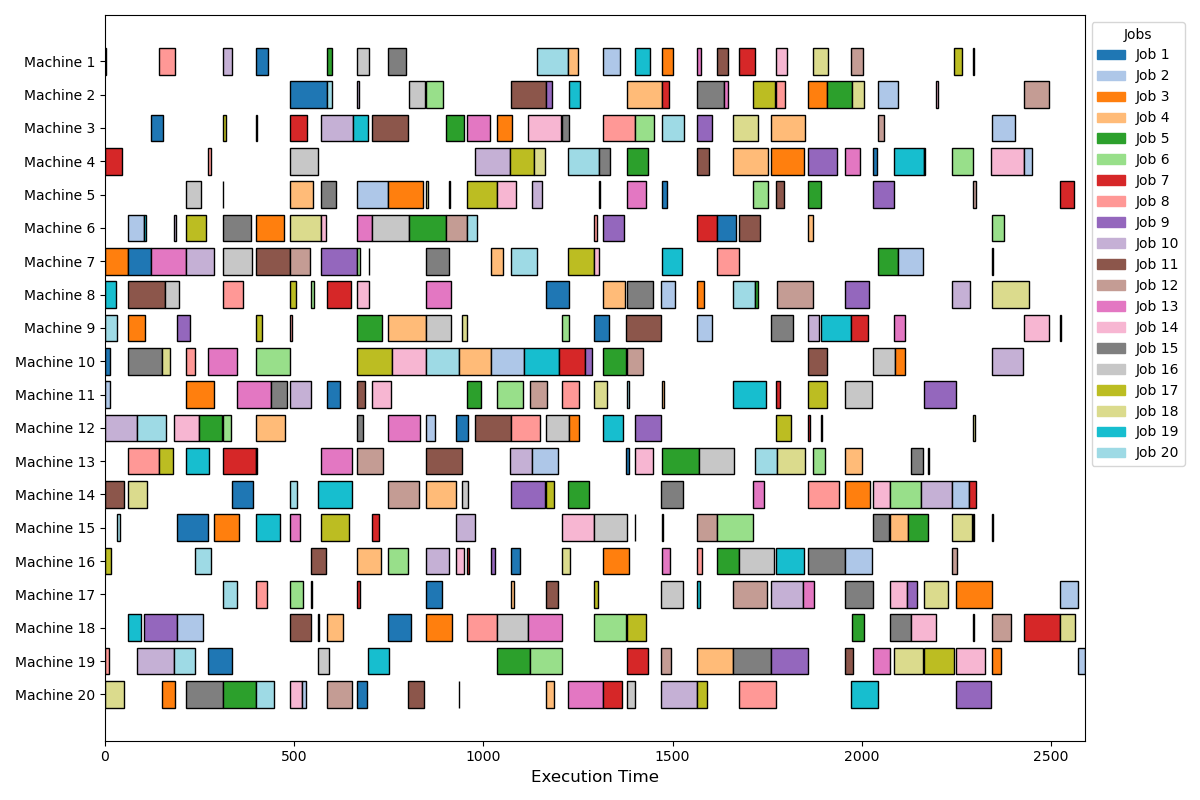 Machine 1
Machine 2
Machine 3
Machine 4
Machine 5
Machine 6
Machine 7
Machine 8
Machine 9
Machine 10
Machine 11
Machine 12
Machine 13
Machine 14
Machine 15
Machine 16
Machine 17
Machine 18
Machine 19
Machine 20
0 500 1000 1500 2000 2500
Execution Time
Jobs
Job 1
Job 2
Job 3
Job 4
Job 5
Job 6
Job 7
Job 8
Job 9
Job 10
Job 11
Job 12
Job 13
Job 14
Job 15
Job 16
Job 17
Job 18
Job 19
Job 20